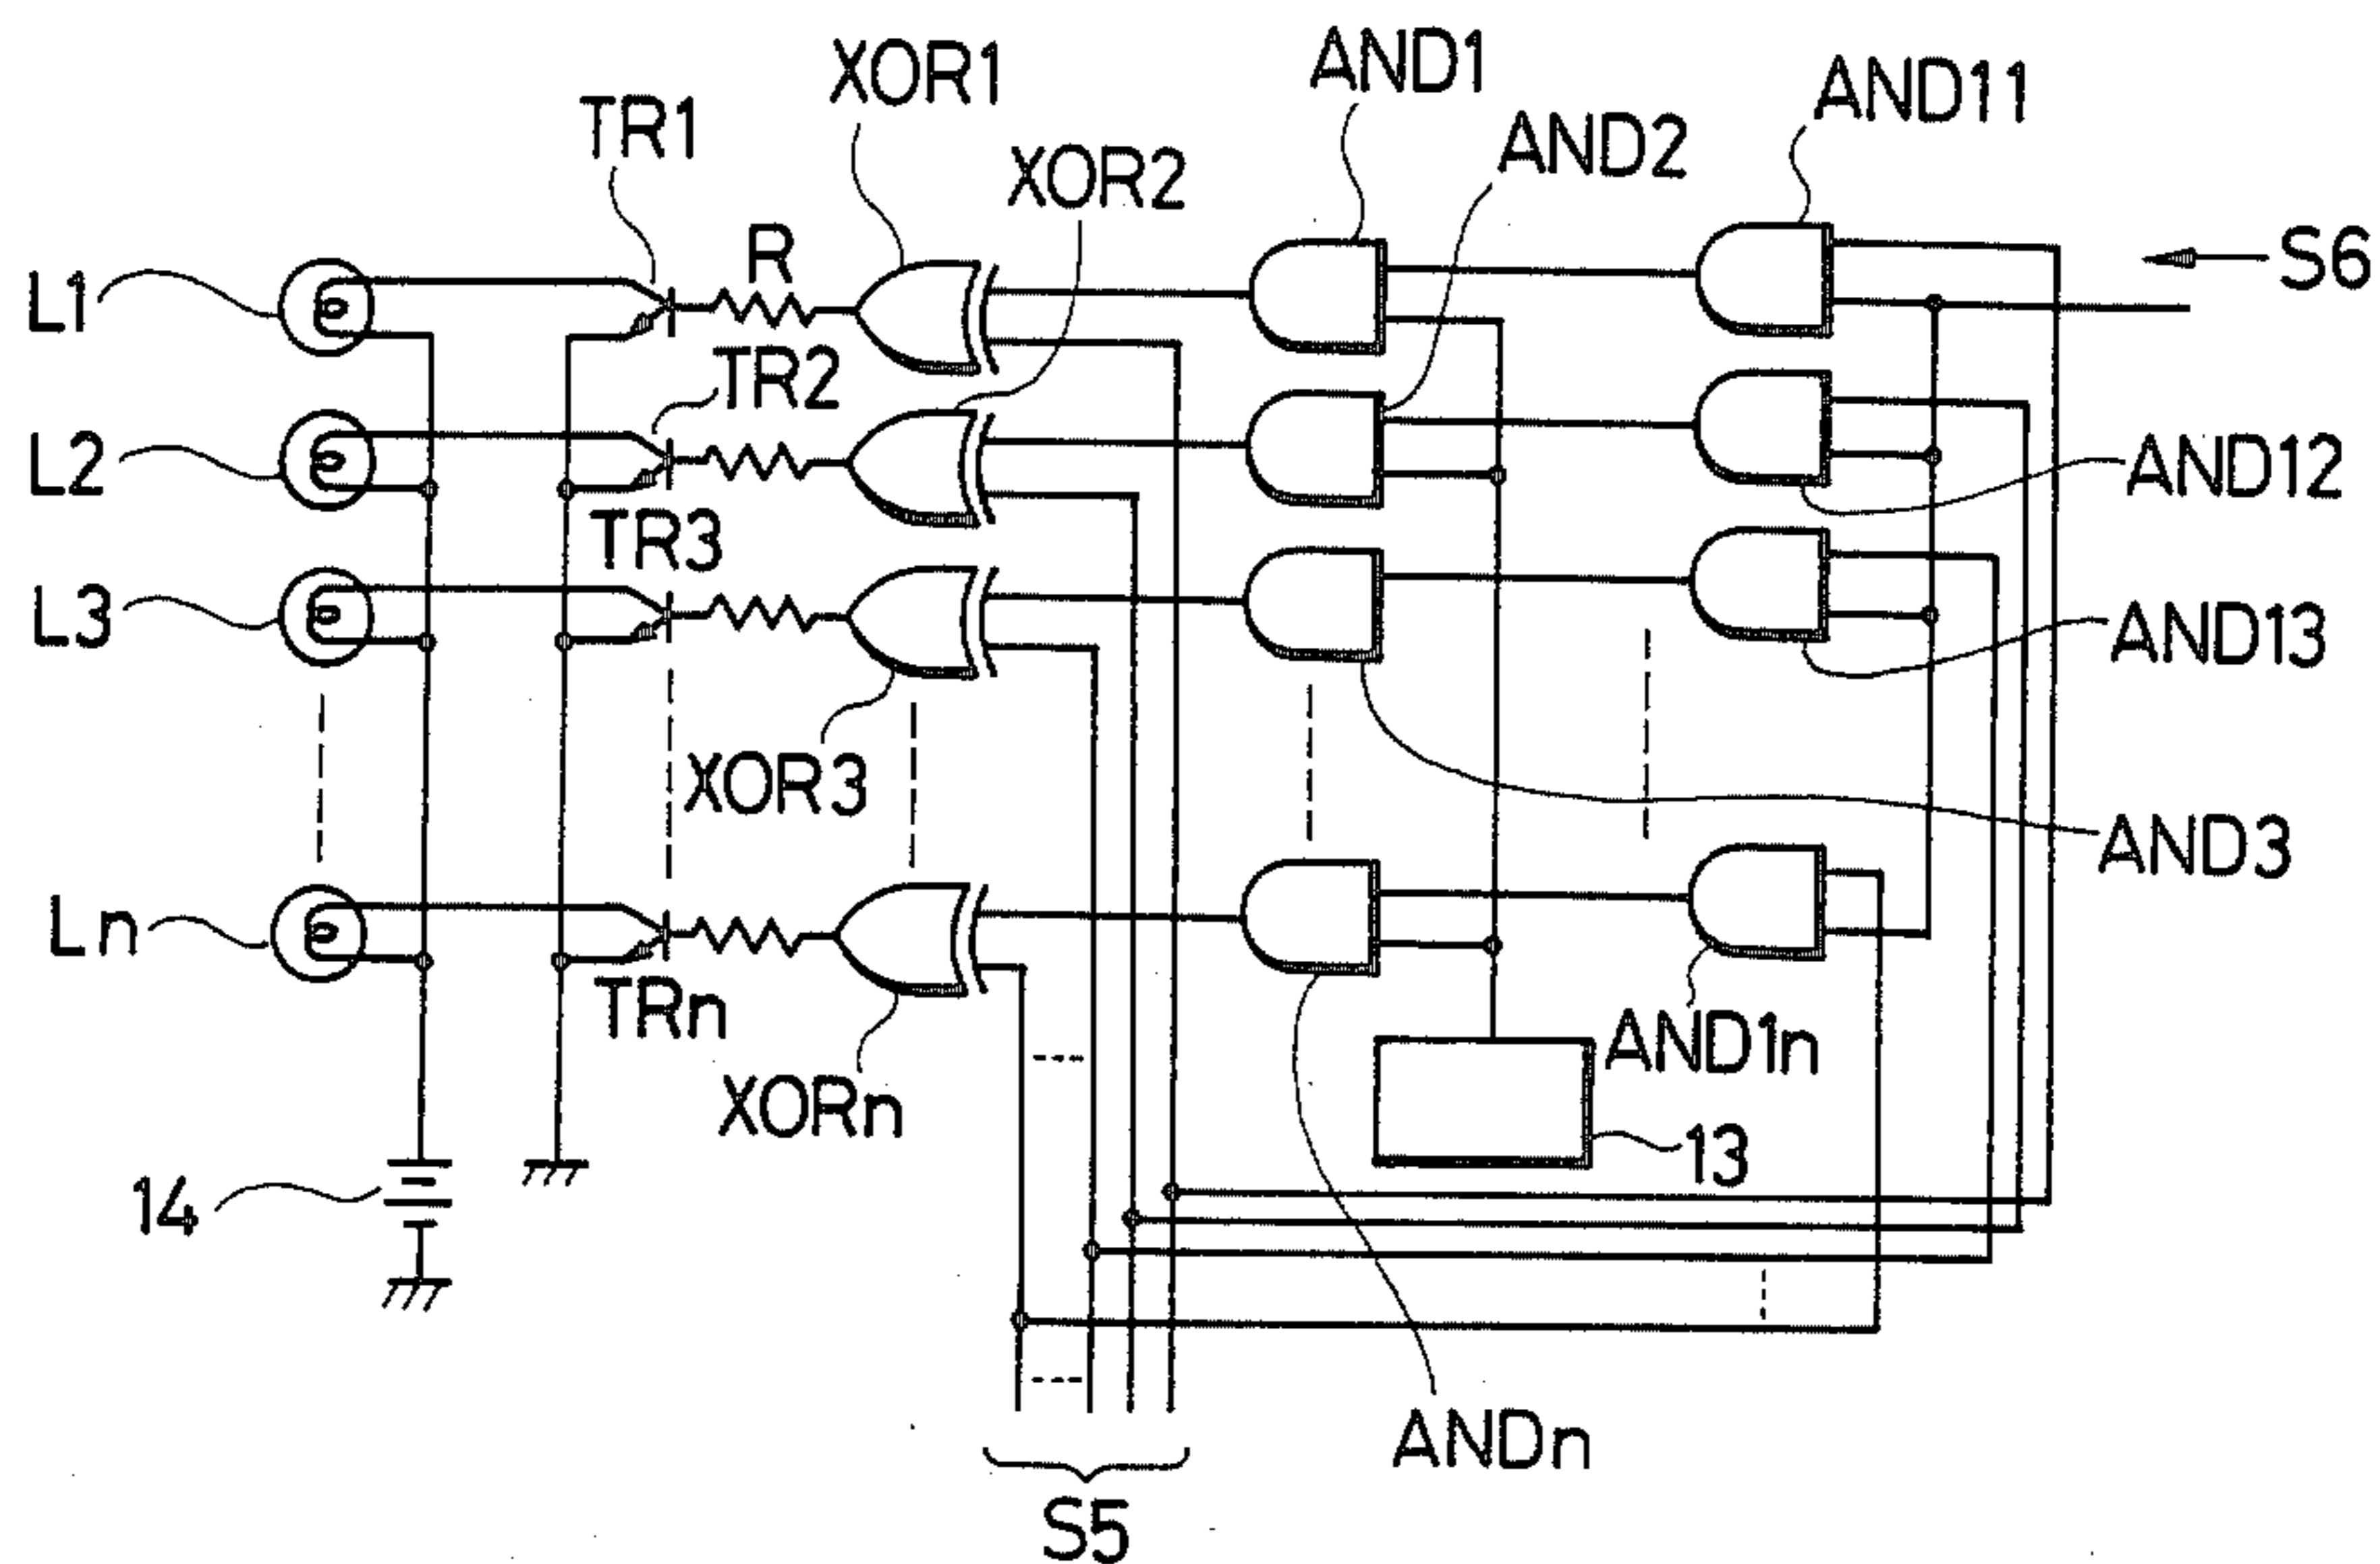 XOR1
AND1
AND11
TR1
XOR2
AND2
R
S6
L1
TR2
L2
AND12
TR3
L3
AND13
XOR3
AND3
Ln
TRn
AND1n
XORn
13
14
ANDn
S5